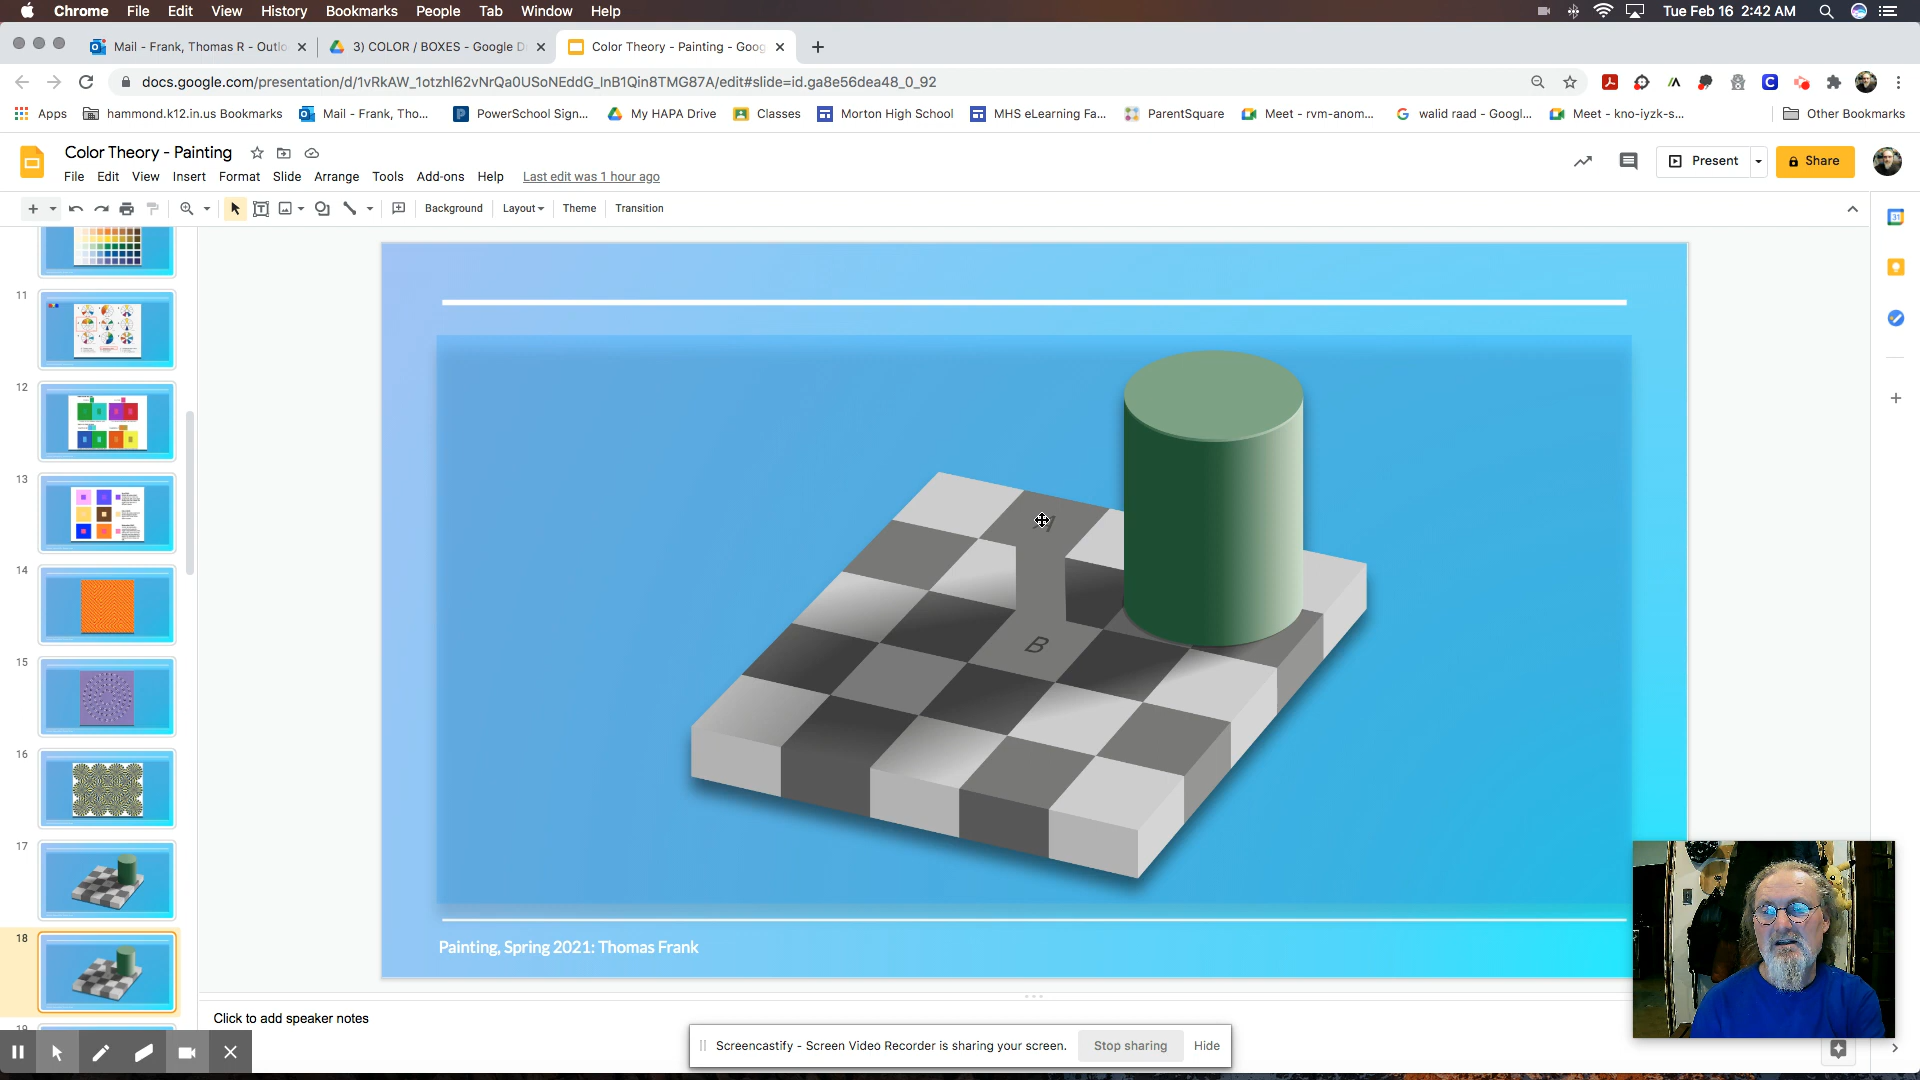 Chrome File Edit View History Bookmarks People Tab Window Help Tue Feb 16 2:42 AM
Mail - Frank, Thomas R - Outlo 3) COLOR / BOXES - Google D Color Theory - Painting - Goog
docs.google.com/presentation/d/1vRkAW_1otzhI62vNrQa0USoNEddG_lnB1Qin8TMG87A/edit#slide=id.ga8e56dea48_0_92
Apps hammond.k12.in.us Bookmarks Mail - Frank, Tho... PowerSchool Sign... My HAPA Drive Classes Morton High School MHS eLearning Fa... ParentSquare Meet - rvm-anom... walid raad - Googl... Meet - kno-iyzk-s... Other Bookmarks
Color Theory - Painting
Present Share
File Edit View Insert Format Slide Arrange Tools Add-ons Help Last edit was 1 hour ago
Background Layout Theme Transition
31
11
12
13
14
15
16
17
18
A
B
Painting, Spring 2021: Thomas Frank
Click to add speaker notes
Screencastify - Screen Video Recorder is sharing your screen. Stop sharing Hide